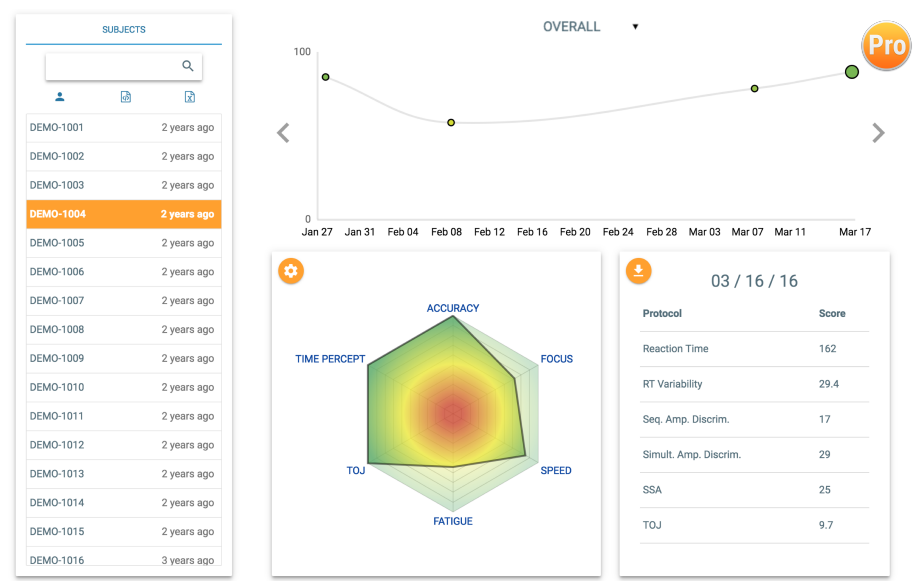 SUBJECTS
DEMO-1001 2 years ago
DEMO-1002 2 years ago
DEMO-1003 2 years ago
DEMO-1004 2 years ago
DEMO-1005 2 years ago
DEMO-1006 2 years ago
DEMO-1007 2 years ago
DEMO-1008 2 years ago
DEMO-1009 2 years ago
DEMO-1010 2 years ago
DEMO-1011 2 years ago
DEMO-1012 2 years ago
DEMO-1013 2 years ago
DEMO-1014 2 years ago
DEMO-1015 2 years ago
DEMO-1016 3 years ago
OVERALL
Pro
100
0
Jan 27 Jan 31 Feb 04 Feb 08 Feb 12 Feb 16 Feb 20 Feb 24 Feb 28 Mar 03 Mar 07 Mar 11 Mar 17
ACCURACY
TIME PERCEPT FOCUS
TOJ SPEED
FATIGUE
03 / 16 / 16
Protocol Score
Reaction Time 162
RT Variability 29.4
Seq. Amp. Discrim. 17
Simult. Amp. Discrim. 29
SSA 25
TOJ 9.7